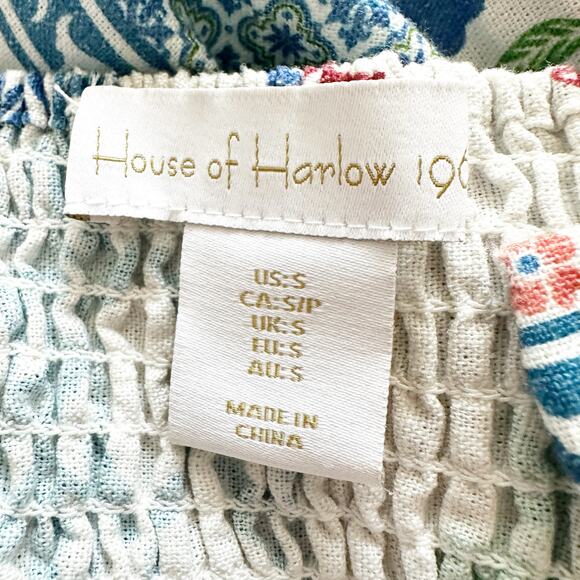 House of Harlow 196
US:S
CA:S/P
UK:S
EU:S
AU:S
MADE IN
CHINA